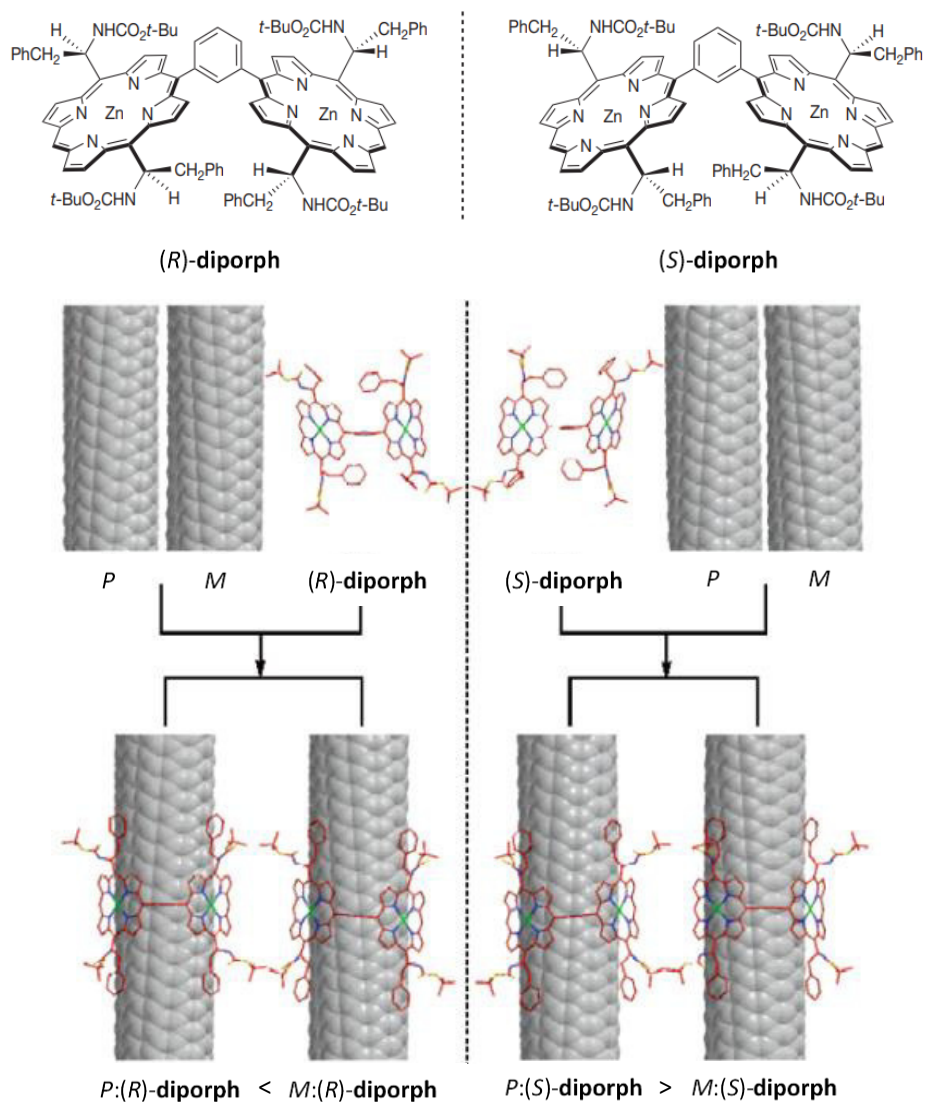 H NHCO₂t-Bu
PhCH₂
t-BuO₂CHN CH₂Ph
H
N N
N Zn N
N
N N
N Zn
N
CH₂Ph
t-BuO₂CHN H
H
PhCH₂ NHCO₂t-Bu
(R)-diporph
H NHCO₂t-Bu
PhCH₂
t-BuO₂CHN H
CH₂Ph
N
N Zn N
N
N
N Zn N
N
H
t-BuO₂CHN CH₂Ph
PhH₂C
H NHCO₂t-Bu
(S)-diporph
P M (R)-diporph
(S)-diporph P M
P:(R)-diporph < M:(R)-diporph
P:(S)-diporph > M:(S)-diporph